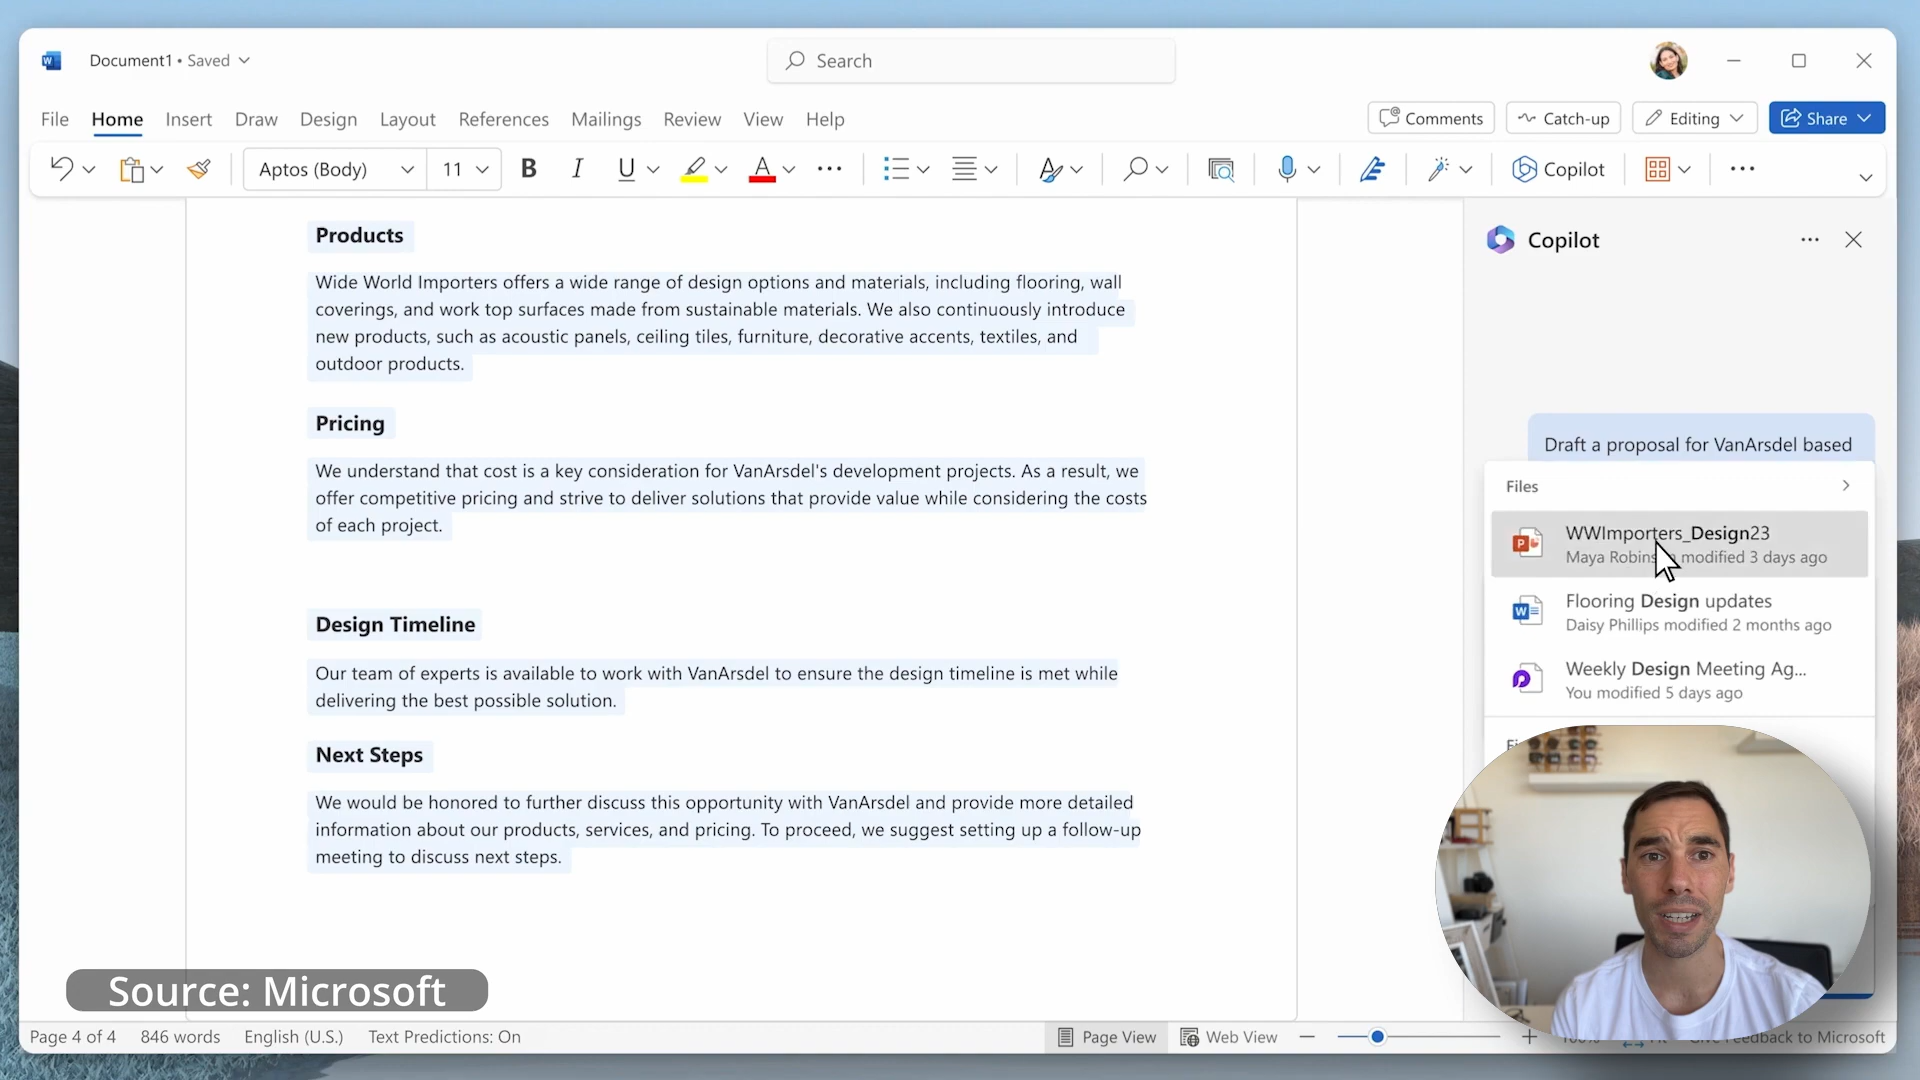 Document1 • Saved
Search
File Home Insert Draw Design Layout References Mailings Review View Help
Comments Catch-up Editing Share
Aptos (Body) 11 B I U A Copilot
Products
Wide World Importers offers a wide range of design options and materials, including flooring, wall
coverings, and work top surfaces made from sustainable materials. We also continuously introduce
new products, such as acoustic panels, ceiling tiles, furniture, decorative accents, textiles, and
outdoor products.
Pricing
We understand that cost is a key consideration for VanArsdel's development projects. As a result, we
offer competitive pricing and strive to deliver solutions that provide value while considering the costs
of each project.
Design Timeline
Our team of experts is available to work with VanArsdel to ensure the design timeline is met while
delivering the best possible solution.
Next Steps
We would be honored to further discuss this opportunity with VanArsdel and provide more detailed
information about our products, services, and pricing. To proceed, we suggest setting up a follow-up
meeting to discuss next steps.
Copilot
Draft a proposal for VanArsdel based
Files
WWImporters_Design23
Maya modified 3 days ago
Flooring Design updates
Daisy Phillips modified 2 months ago
Weekly Design Meeting Ag...
You modified 5 days ago
Source: Microsoft
Page 4 of 4 846 words English (U.S.) Text Predictions: On
Page View Web View to Microsoft